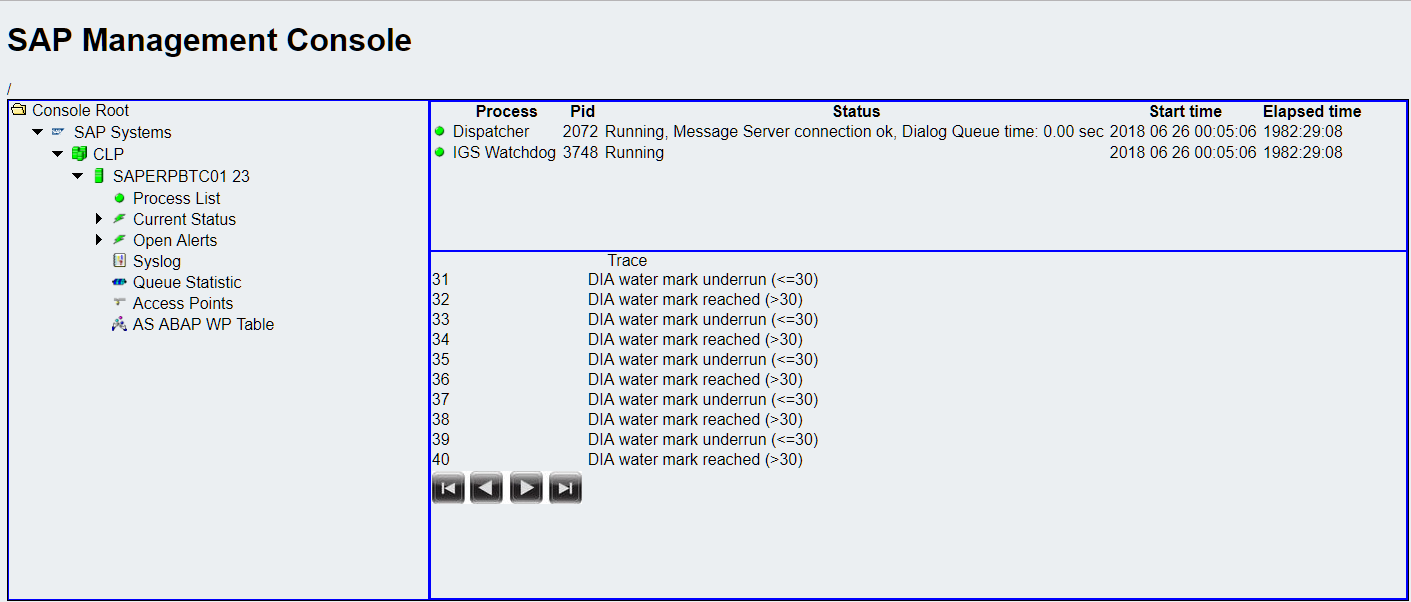 SAP Management Console
/
Console Root
SAP Systems
CLP
SAPERPBTC01 23
Process List
Current Status
Open Alerts
Syslog
Queue Statistic
Access Points
AS ABAP WP Table
Process Pid Status Start time Elapsed time
Dispatcher 2072 Running, Message Server connection ok, Dialog Queue time: 0.00 sec 2018 06 26 00:05:06 1982:29:08
IGS Watchdog 3748 Running 2018 06 26 00:05:06 1982:29:08
Trace
31 DIA water mark underrun (<=30)
32 DIA water mark reached (>30)
33 DIA water mark underrun (<=30)
34 DIA water mark reached (>30)
35 DIA water mark underrun (<=30)
36 DIA water mark reached (>30)
37 DIA water mark underrun (<=30)
38 DIA water mark reached (>30)
39 DIA water mark underrun (<=30)
40 DIA water mark reached (>30)